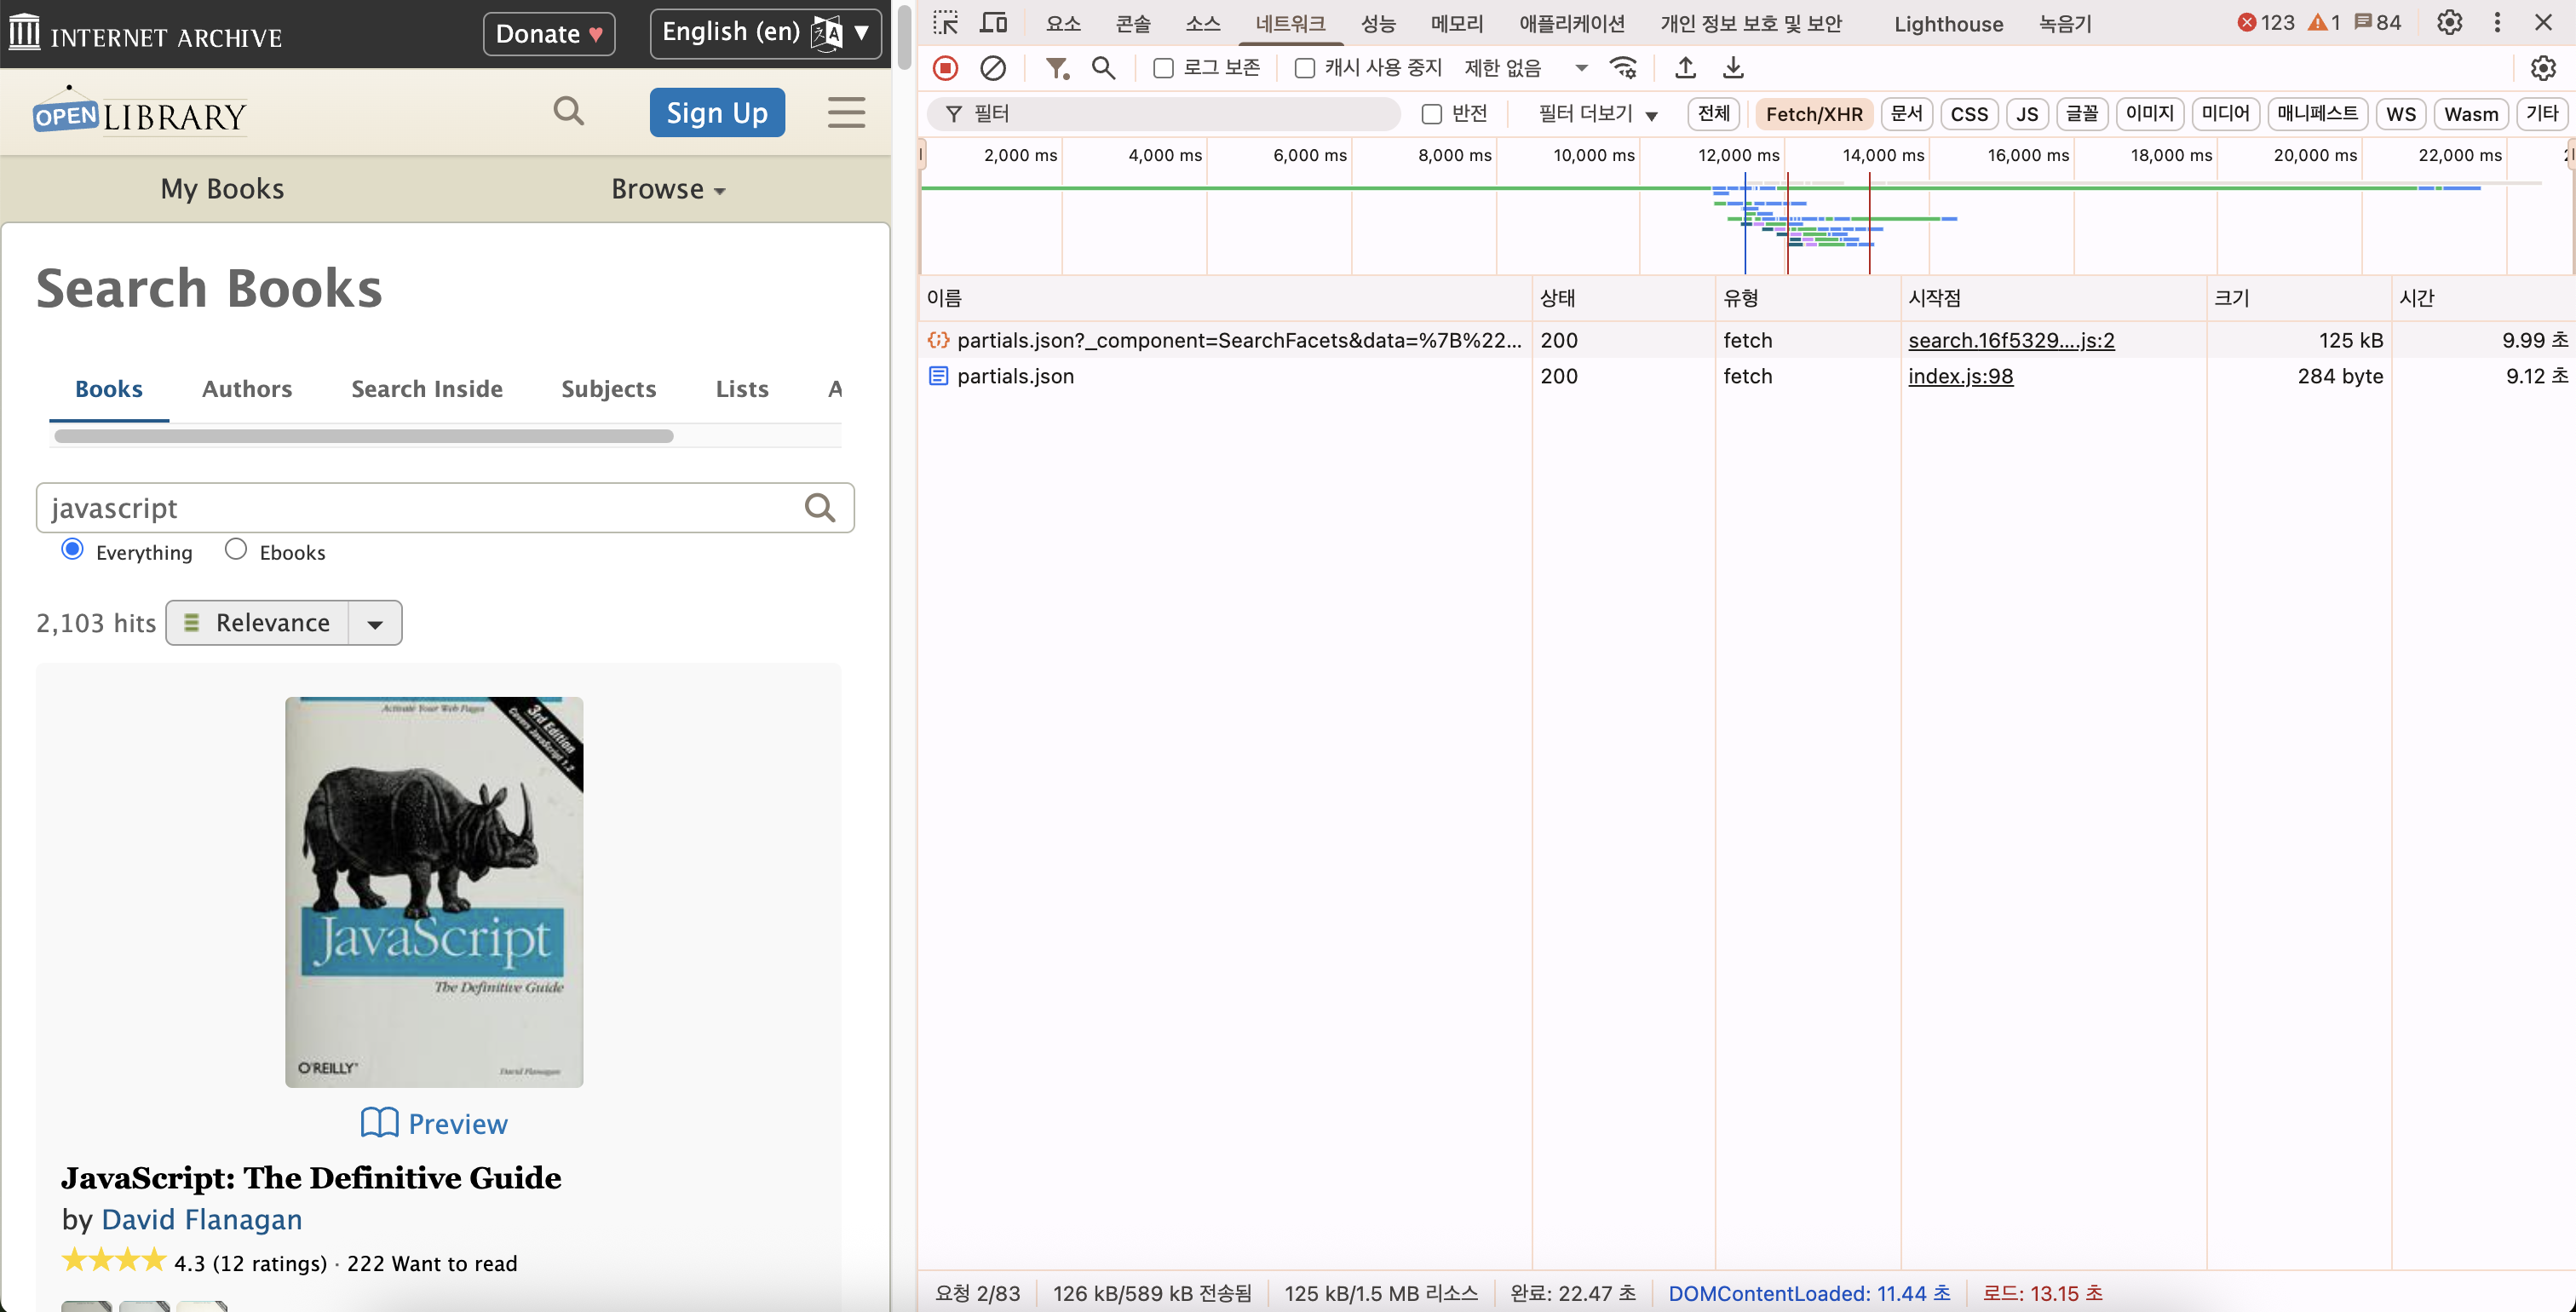 INTERNET ARCHIVE
Donate ♥
English (en) 文A ▼
OPEN LIBRARY
Sign Up
My Books
Browse
Search Books
Books Authors Search Inside Subjects Lists A
javascript
Everything Ebooks
2,103 hits Relevance
Activate Your Web Pages
3rd Edition
Covers JavaScript 1.2
JavaScript
The Definitive Guide
O'REILLY
David Flanagan
Preview
JavaScript: The Definitive Guide
by David Flanagan
★★★★ 4.3 (12 ratings) · 222 Want to read
요소 콘솔 소스 네트워크 성능 메모리 애플리케이션 개인 정보 보호 및 보안 Lighthouse 녹음기 123 1 84
로그 보존 캐시 사용 중지 제한 없음
필터 반전 필터 더보기 전체 Fetch/XHR 문서 CSS JS 글꼴 이미지 미디어 매니페스트 WS Wasm 기타
2,000 ms 4,000 ms 6,000 ms 8,000 ms 10,000 ms 12,000 ms 14,000 ms 16,000 ms 18,000 ms 20,000 ms 22,000 ms
이름 상태 유형 시작점 크기 시간
partials.json?_component=SearchFacets&data=%7B%22... 200 fetch search.16f5329....js:2 125 kB 9.99 초
partials.json 200 fetch index.js:98 284 byte 9.12 초
요청 2/83 126 kB/589 kB 전송됨 125 kB/1.5 MB 리소스 완료: 22.47 초 DOMContentLoaded: 11.44 초 로드: 13.15 초